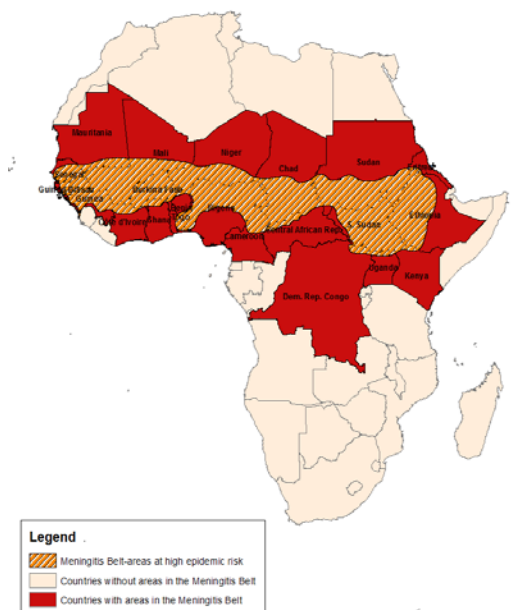 Mauritania
Mali
Niger
Chad
Sudan
Eritrea
Senegal
Guinea Bissau
Guinea
Burkina Faso
Benin
Togo
Nigeria
Cote d'Ivoire
Ghana
Cameroon
Central African Rep.
S. Sudan
Ethiopia
Uganda
Kenya
Dem. Rep. Congo
Legend
Meningitis Belt-areas at high epidemic risk
Countries without areas in the Meningitis Belt
Countries with areas in the Meningitis Belt